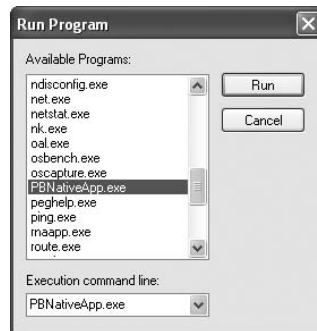 Run Program
Available Programs:
ndisconfig.exe
net.exe
netstat.exe
nk.exe
oal.exe
osbench.exe
oscapture.exe
PBNativeApp.exe
peghelp.exe
ping.exe
rnaapp.exe
route.exe
Run
Cancel
Execution command line:
PBNativeApp.exe